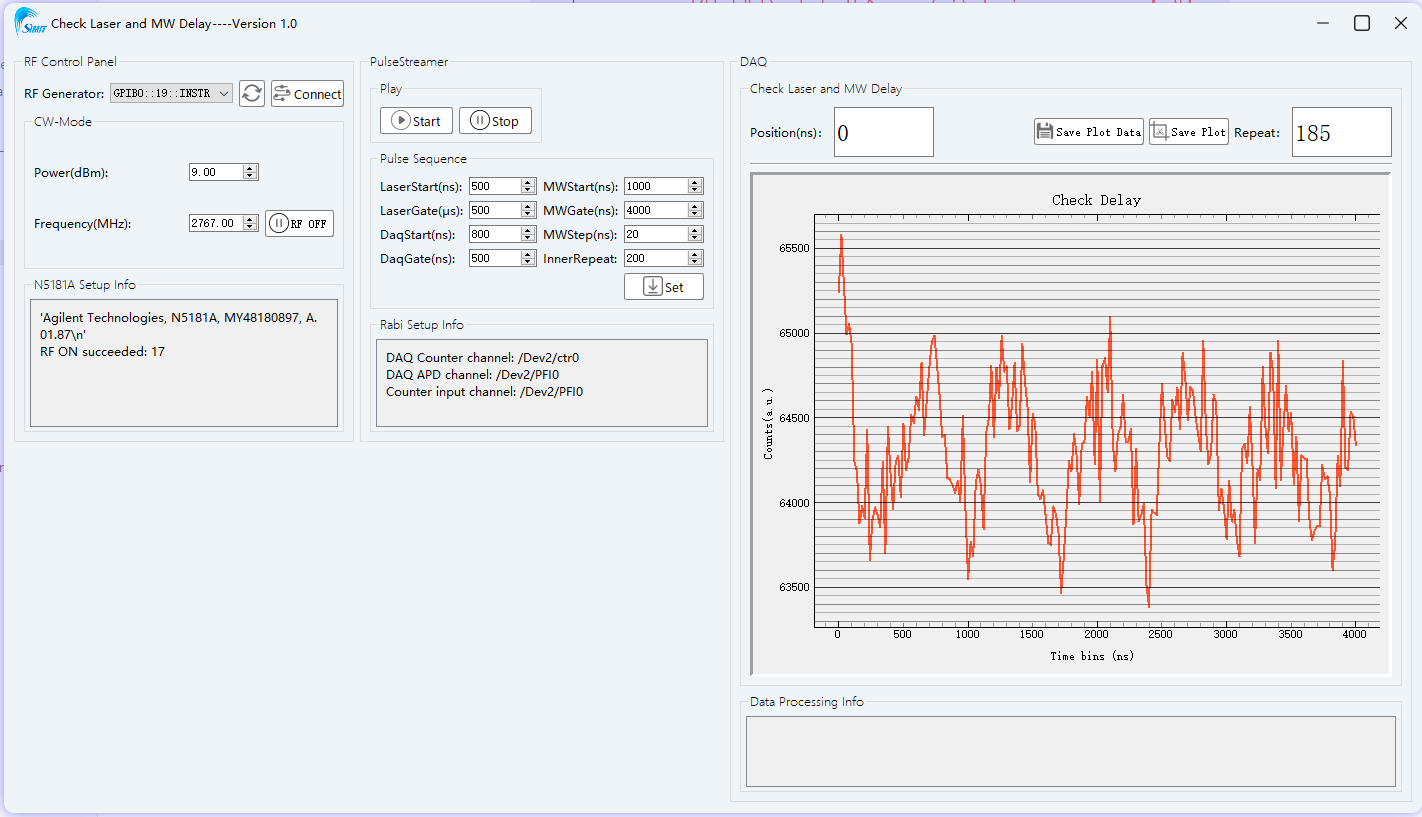 SIMIT
Check Laser and MW Delay----Version 1.0
RF Control Panel
RF Generator: GPIB0::19::INSTR Connect
CW-Mode
Power(dBm): 9.00
Frequency(MHz): 2767.00 RF OFF
N5181A Setup Info
'Agilent Technologies, N5181A, MY48180897, A.
01.87\n'
RF ON succeeded: 17
PulseStreamer
Play
Start Stop
Pulse Sequence
LaserStart(ns): 500 MWStart(ns): 1000
LaserGate(μs): 500 MWGate(ns): 4000
DaqStart(ns): 800 MWStep(ns): 20
DaqGate(ns): 500 InnerRepeat: 200
Set
Rabi Setup Info
DAQ Counter channel: /Dev2/ctr0
DAQ APD channel: /Dev2/PFI0
Counter input channel: /Dev2/PFI0
DAQ
Check Laser and MW Delay
Position(ns): 0 Save Plot Data Save Plot Repeat: 185
Check Delay
65500
65000
64500
64000
63500
Counts(a.u.)
0 500 1000 1500 2000 2500 3000 3500 4000
Time bins (ns)
Data Processing Info